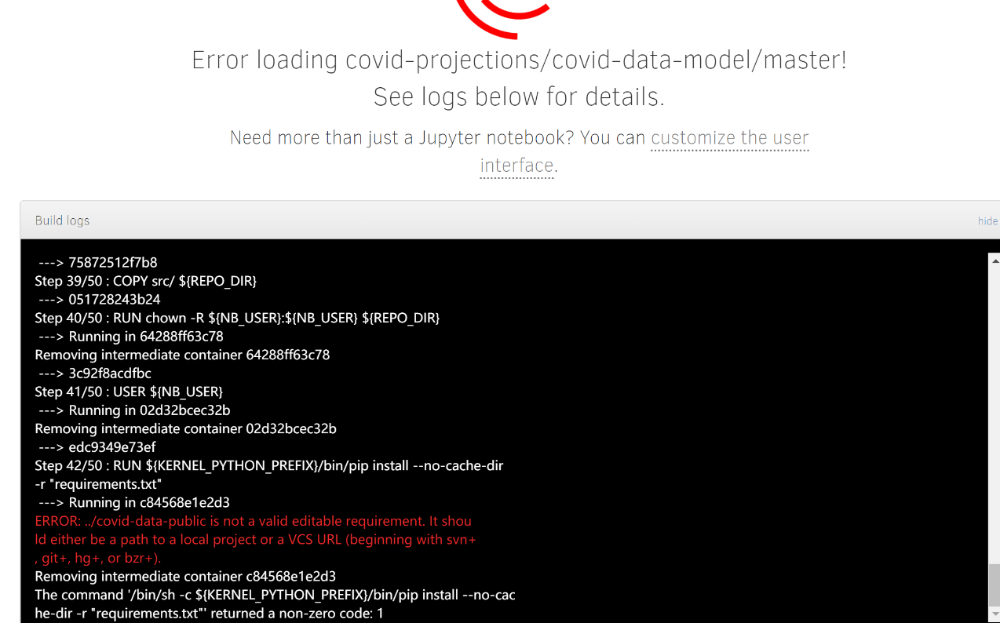 Error loading covid-projections/covid-data-model/master!
See logs below for details.
Need more than just a Jupyter notebook? You can customize the user
interface.
Build logs
hide
---> 75872512f7b8
Step 39/50 : COPY src/ ${REPO_DIR}
---> 051728243b24
Step 40/50 : RUN chown -R ${NB_USER}:${NB_USER} ${REPO_DIR}
---> Running in 64288ff63c78
Removing intermediate container 64288ff63c78
---> 3c92f8acdfbc
Step 41/50 : USER ${NB_USER}
---> Running in 02d32bcec32b
Removing intermediate container 02d32bcec32b
---> edc9349e73ef
Step 42/50 : RUN ${KERNEL_PYTHON_PREFIX}/bin/pip install --no-cache-dir
-r "requirements.txt"
---> Running in c84568e1e2d3
ERROR: ../covid-data-public is not a valid editable requirement. It shou
ld either be a path to a local project or a VCS URL (beginning with svn+
, git+, hg+, or bzr+).
Removing intermediate container c84568e1e2d3
The command '/bin/sh -c ${KERNEL_PYTHON_PREFIX}/bin/pip install --no-cac
he-dir -r "requirements.txt"' returned a non-zero code: 1